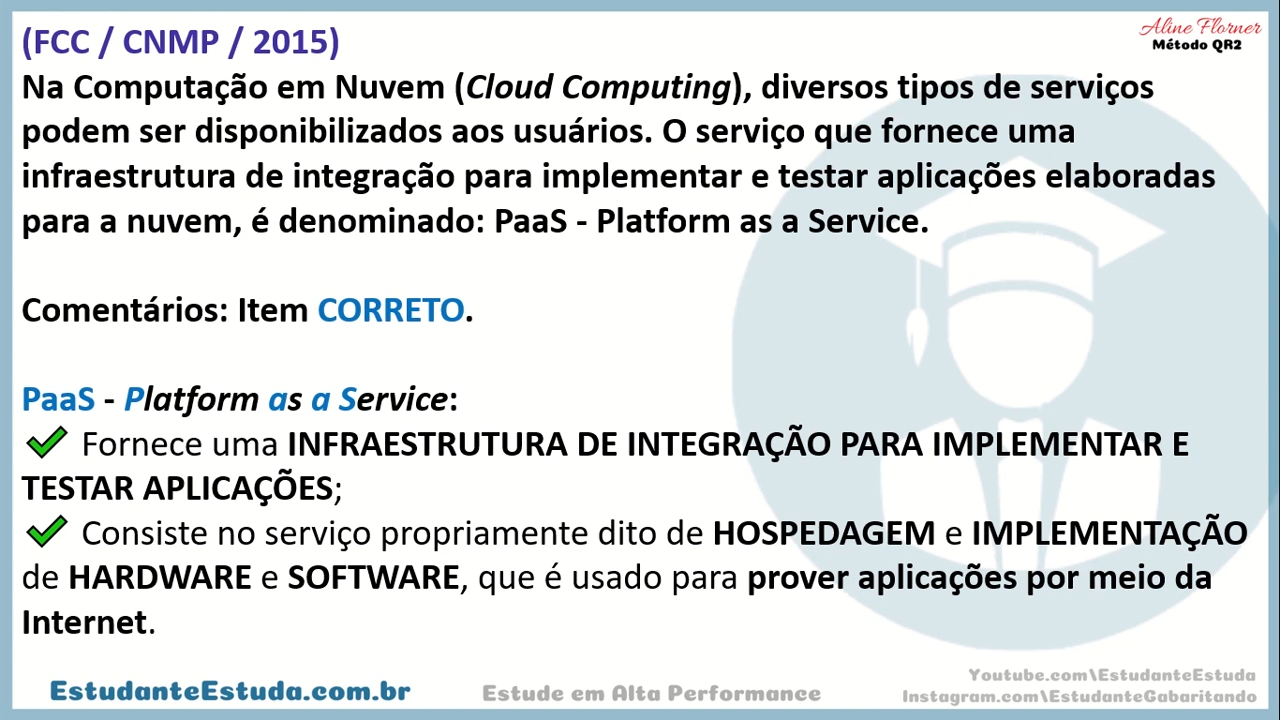 (FCC / CNMP / 2015)
Aline Florner
Método QR2
Na Computação em Nuvem (Cloud Computing), diversos tipos de serviços
podem ser disponibilizados aos usuários. O serviço que fornece uma
infraestrutura de integração para implementar e testar aplicações elaboradas
para a nuvem, é denominado: PaaS - Platform as a Service.
Comentários: Item CORRETO.
PaaS - Platform as a Service:
Fornece uma INFRAESTRUTURA DE INTEGRAÇÃO PARA IMPLEMENTAR E
TESTAR APLICAÇÕES;
Consiste no serviço propriamente dito de HOSPEDAGEM e IMPLEMENTAÇÃO
de HARDWARE e SOFTWARE, que é usado para prover aplicações por meio da
Internet.
EstudanteEstuda.com.br
Estude em Alta Performance
Youtube.com\EstudanteEstuda
Instagram.com\EstudanteGabaritando